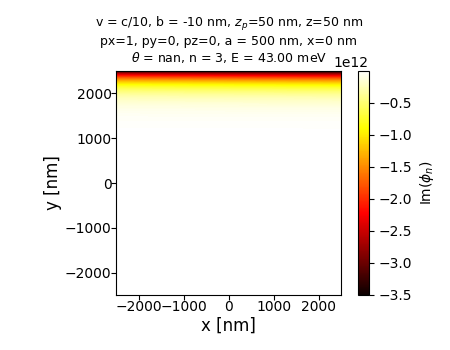 v = c/10, b = -10 nm, z_p=50 nm, z=50 nm
px=1, py=0, pz=0, a = 500 nm, x=0 nm
θ = nan, n = 3, E = 43.00 meV
1e12
2000
1000
0
−1000
−2000
y [nm]
−2000 −1000 0 1000 2000
x [nm]
−0.5
−1.0
−1.5
−2.0
−2.5
−3.0
−3.5
Im(ϕ_n)